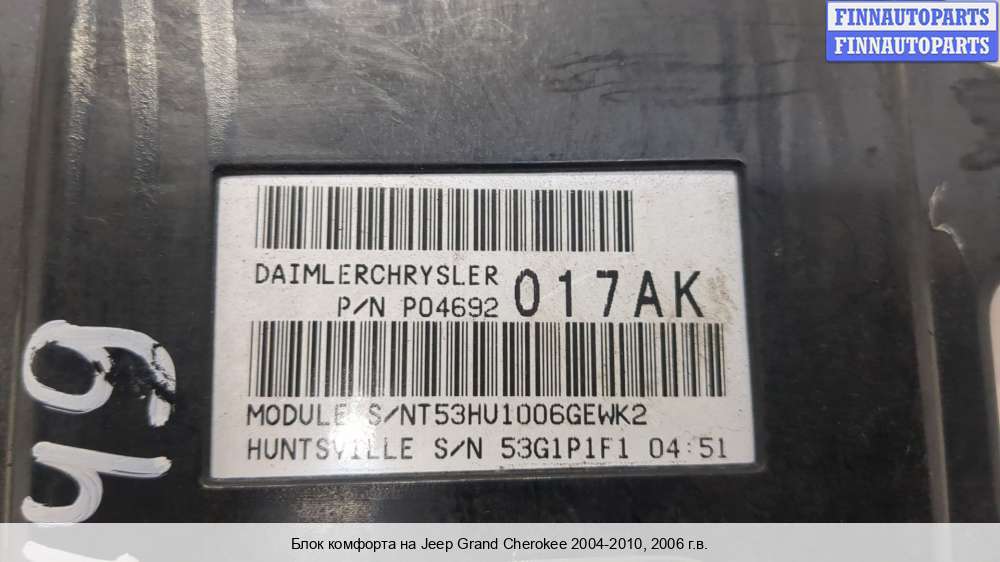 FINNAUTOPARTS
FINNAUTOPARTS
DAIMLERCHRYSLER
P/N P04692 017AK
MODULE S/NT53HU1006GEWK2
HUNTSVILLE S/N 53G1P1F1 04:51
Блок комфорта на Jeep Grand Cherokee 2004-2010, 2006 г.в.